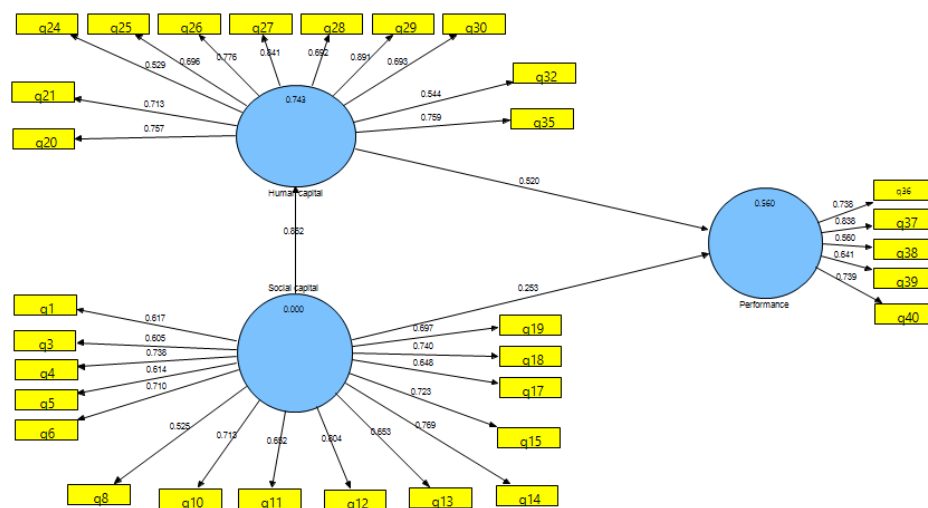 q24
q25
q26
q27
q28
q29
q30
0.529
0.696
0.776
0.841
0.692
0.891
0.693
q32
0.544
q21
0.713
0.743
q35
0.759
q20
0.757
Human capital
0.520
q36
0.738
q37
0.838
0.560
q38
0.560
q39
0.641
q40
0.739
Performance
0.862
0.253
Social capital
0.000
q1
0.617
q3
0.605
q4
0.738
q5
0.614
q6
0.710
q19
0.697
q18
0.740
q17
0.648
q15
0.723
q8
0.525
q10
0.713
q11
q12
q13
0.653
q14
0.769